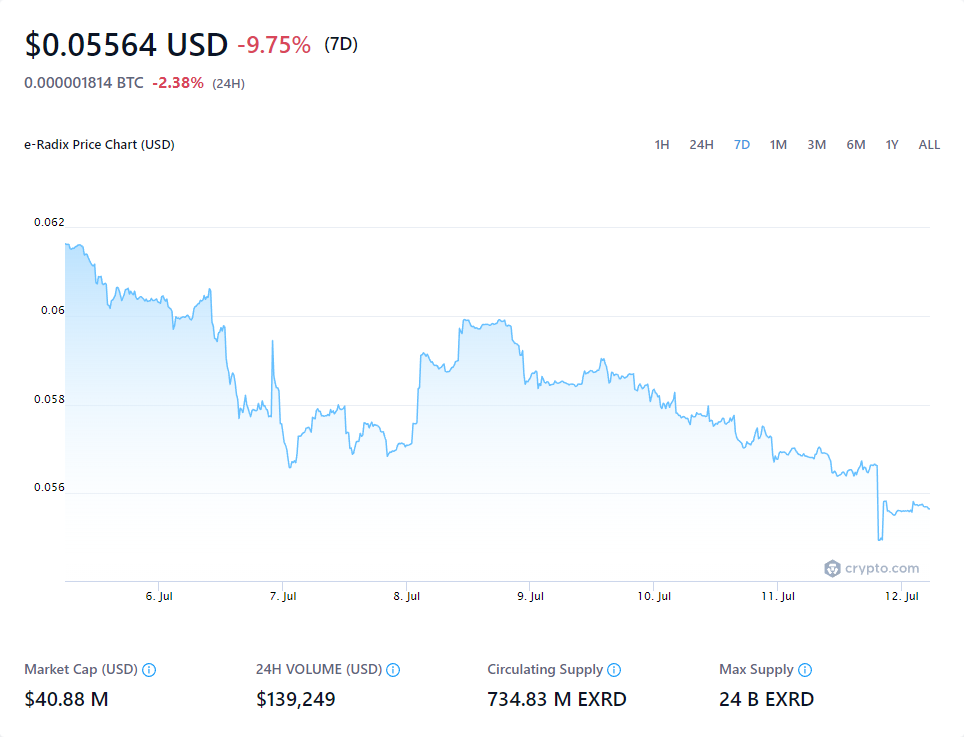 $0.05564 USD -9.75% (7D)
0.000001814 BTC -2.38% (24H)
e-Radix Price Chart (USD) 1H 24H 7D 1M 3M 6M 1Y ALL
0.062
0.06
0.058
0.056
crypto.com
6. Jul 7. Jul 8. Jul 9. Jul 10. Jul 11. Jul 12. Jul
Market Cap (USD) 24H VOLUME (USD) Circulating Supply Max Supply
$40.88 M $139,249 734.83 M EXRD 24 B EXRD